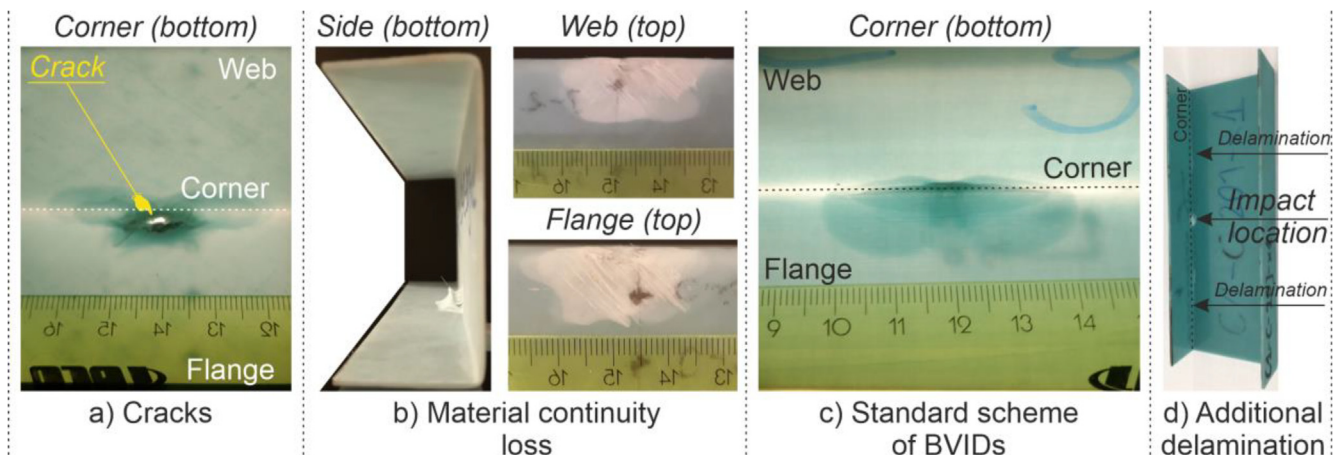 Corner (bottom)
Crack
Web
Corner
16 15 14 13 12
Flange
a) Cracks
Side (bottom)
Web (top)
16 15 14 13
Flange (top)
16 15 14 13
b) Material continuity
loss
Corner (bottom)
Web
Corner
Flange
9 10 11 12 13 14
c) Standard scheme
of BVIDs
Corner
Delamination
Impact
location
Delamination
d) Additional
delamination